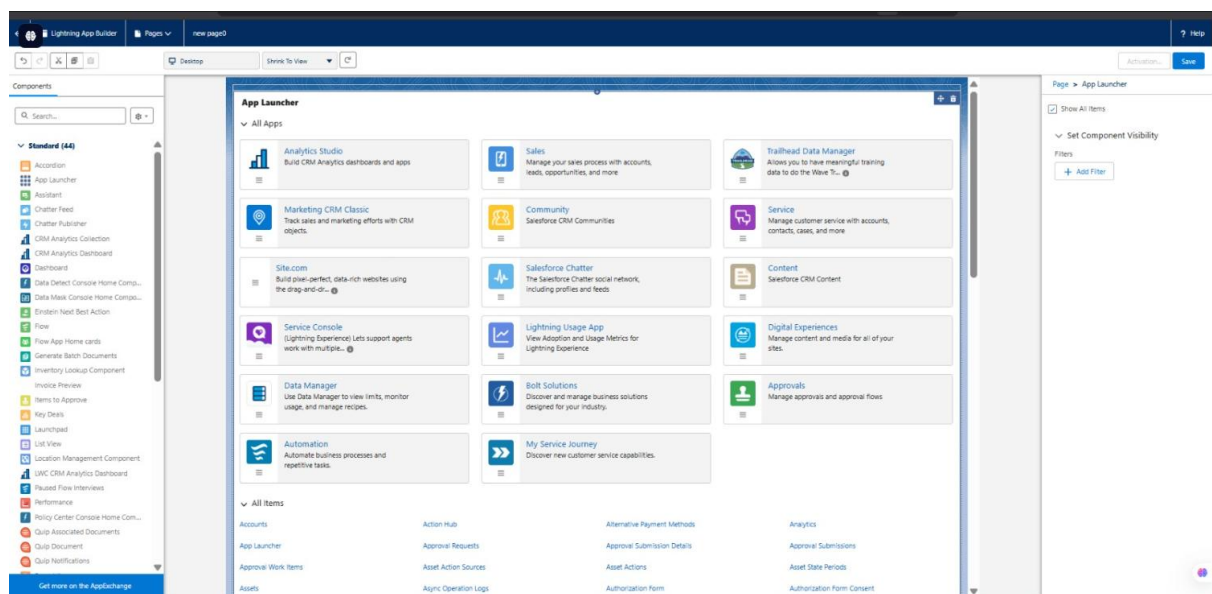 Lightning App Builder
Pages
new page0
? Help
Desktop
Shrink To View
Activation...
Save
Components
Search...
Standard (44)
Accordion
App Launcher
Assistant
Chatter Feed
Chatter Publisher
CRM Analytics Collection
CRM Analytics Dashboard
Dashboard
Data Detect Console Home Comp...
Data Mask Console Home Compo...
Einstein Next Best Action
Flow
Flow App Home cards
Generate Batch Documents
Inventory Lookup Component
Invoice Preview
Items to Approve
Key Deals
Launchpad
List View
Location Management Component
LWC CRM Analytics Dashboard
Paused Flow Interviews
Performance
Policy Center Console Home Com...
Quip Associated Documents
Quip Document
Quip Notifications
Get more on the AppExchange
App Launcher
All Apps
Analytics Studio
Build CRM Analytics dashboards and apps
Sales
Manage your sales process with accounts,
leads, opportunities, and more
Trailhead Data Manager
Allows you to have meaningful training
data to do the Wave Tr...
Marketing CRM Classic
Track sales and marketing efforts with CRM
objects.
Community
Salesforce CRM Communities
Service
Manage customer service with accounts,
contacts, cases, and more
Site.com
Build pixel-perfect, data-rich websites using
the drag-and-dr...
Salesforce Chatter
The Salesforce Chatter social network,
including profiles and feeds
Content
Salesforce CRM Content
Service Console
(Lightning Experience) Lets support agents
work with multiple...
Lightning Usage App
View Adoption and Usage Metrics for
Lightning Experience
Digital Experiences
Manage content and media for all of your
sites.
Data Manager
Use Data Manager to view limits, monitor
usage, and manage recipes.
Bolt Solutions
Discover and manage business solutions
designed for your industry.
Approvals
Manage approvals and approval flows
Automation
Automate business processes and
repetitive tasks.
My Service Journey
Discover new customer service capabilities.
All Items
Accounts
Action Hub
Alternative Payment Methods
Analytics
App Launcher
Approval Requests
Approval Submission Details
Approval Submissions
Approval Work Items
Asset Action Sources
Asset Actions
Asset State Periods
Assets
Async Operation Logs
Authorization Form
Authorization Form Consent
Page > App Launcher
Show All Items
Set Component Visibility
Filters
+ Add Filter